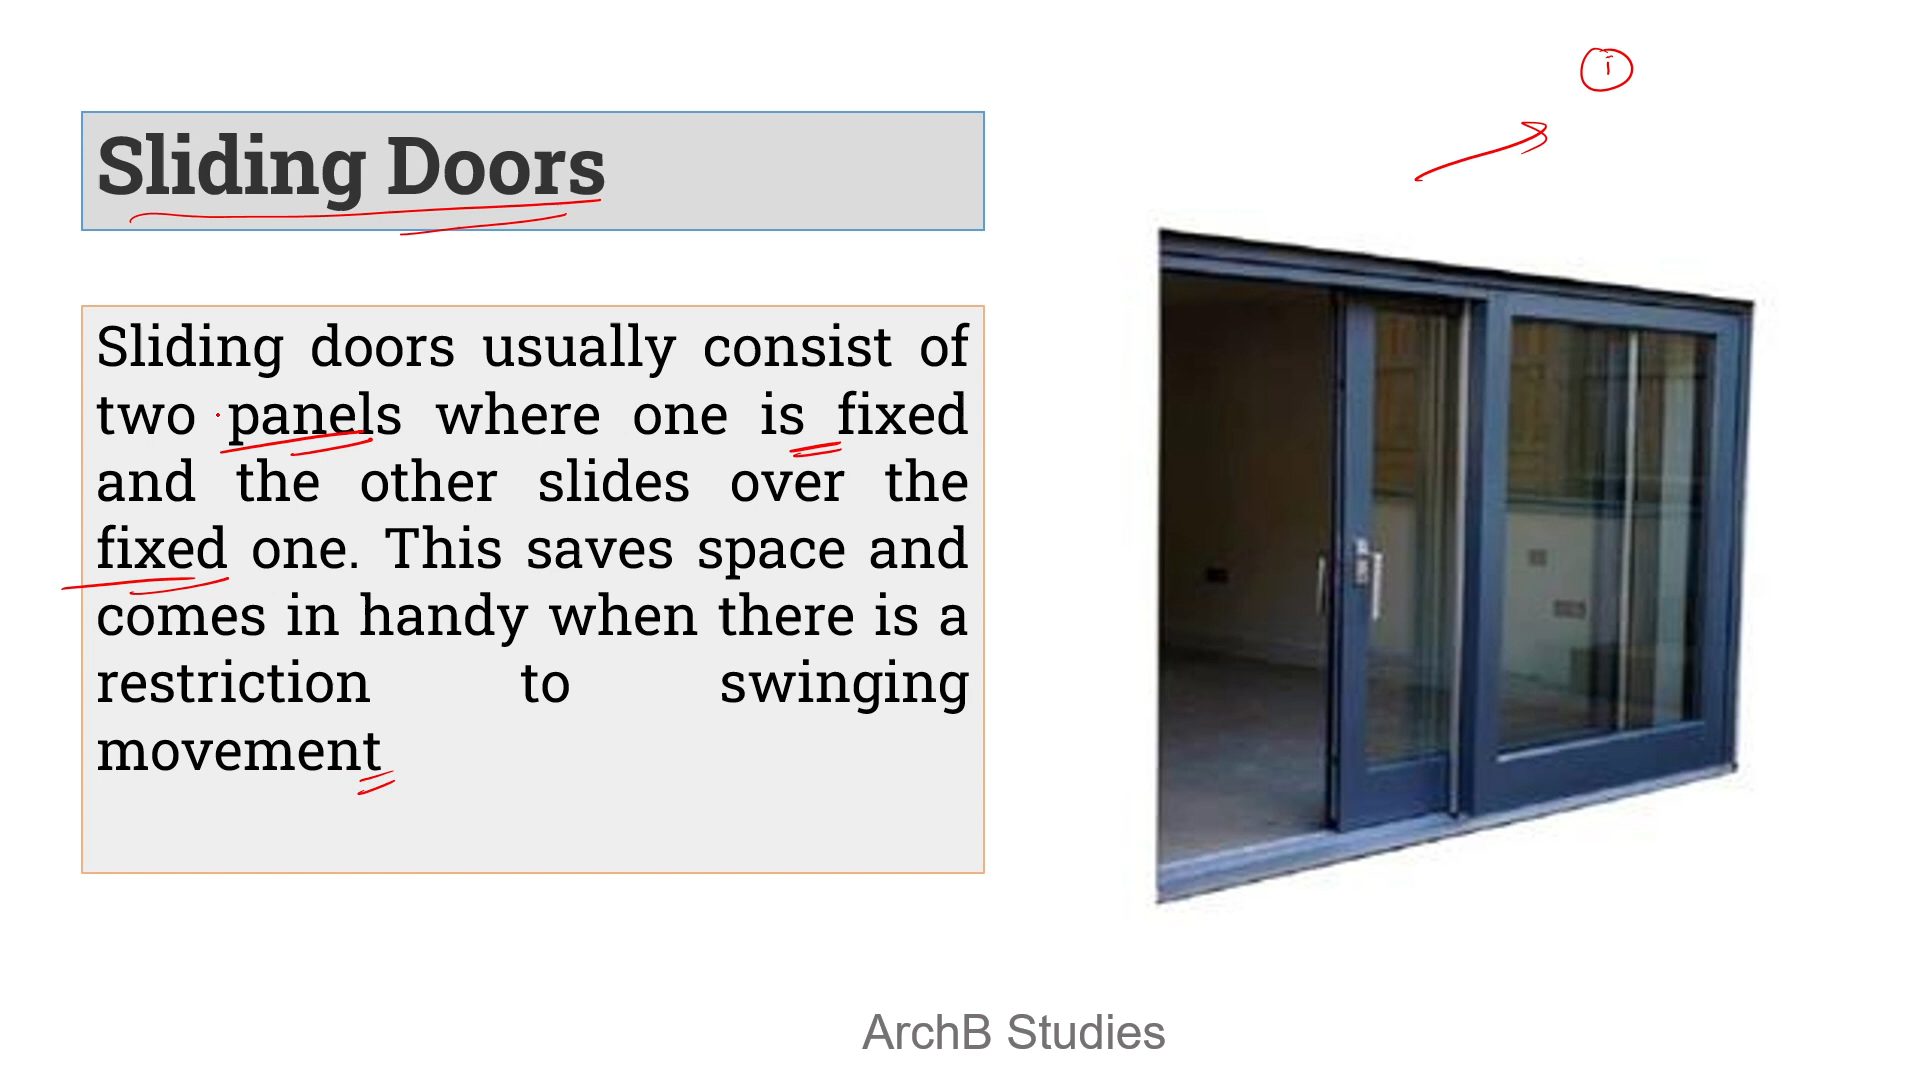 Sliding Doors
Sliding doors usually consist of
two panels where one is fixed
and the other slides over the
fixed one. This saves space and
comes in handy when there is a
restriction to swinging
movement
i
ArchB Studies